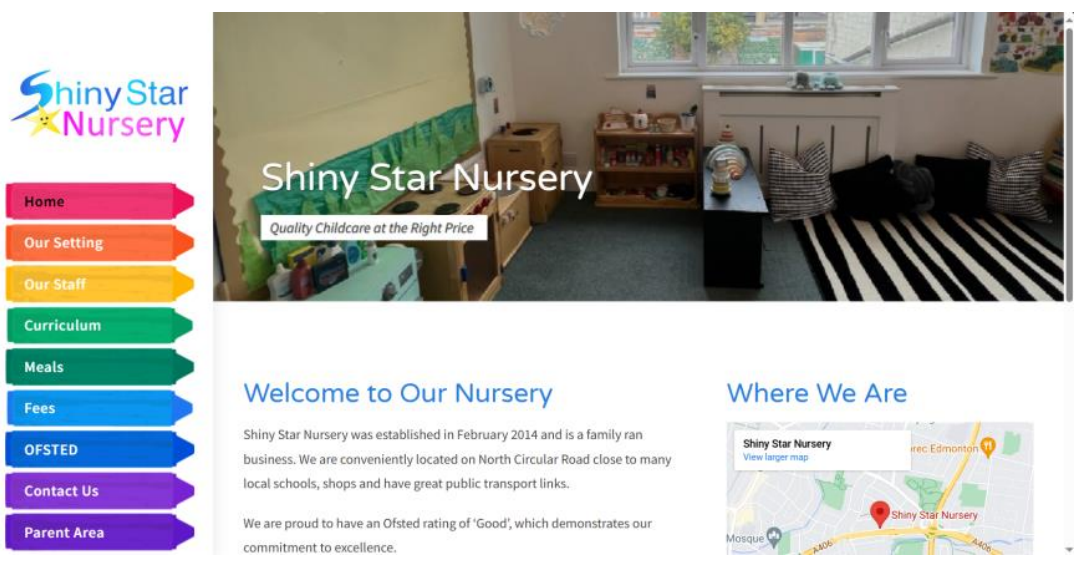 Shiny Star
Nursery
Home
Our Setting
Our Staff
Curriculum
Meals
Fees
OFSTED
Contact Us
Parent Area
Shiny Star Nursery
Quality Childcare at the Right Price
Welcome to Our Nursery
Shiny Star Nursery was established in February 2014 and is a family ran
business. We are conveniently located on North Circular Road close to many
local schools, shops and have great public transport links.
We are proud to have an Ofsted rating of ‘Good’, which demonstrates our
commitment to excellence.
Where We Are
Shiny Star Nursery
View larger map
Edmonton
Shiny Star Nursery
Mosque
A406
A406